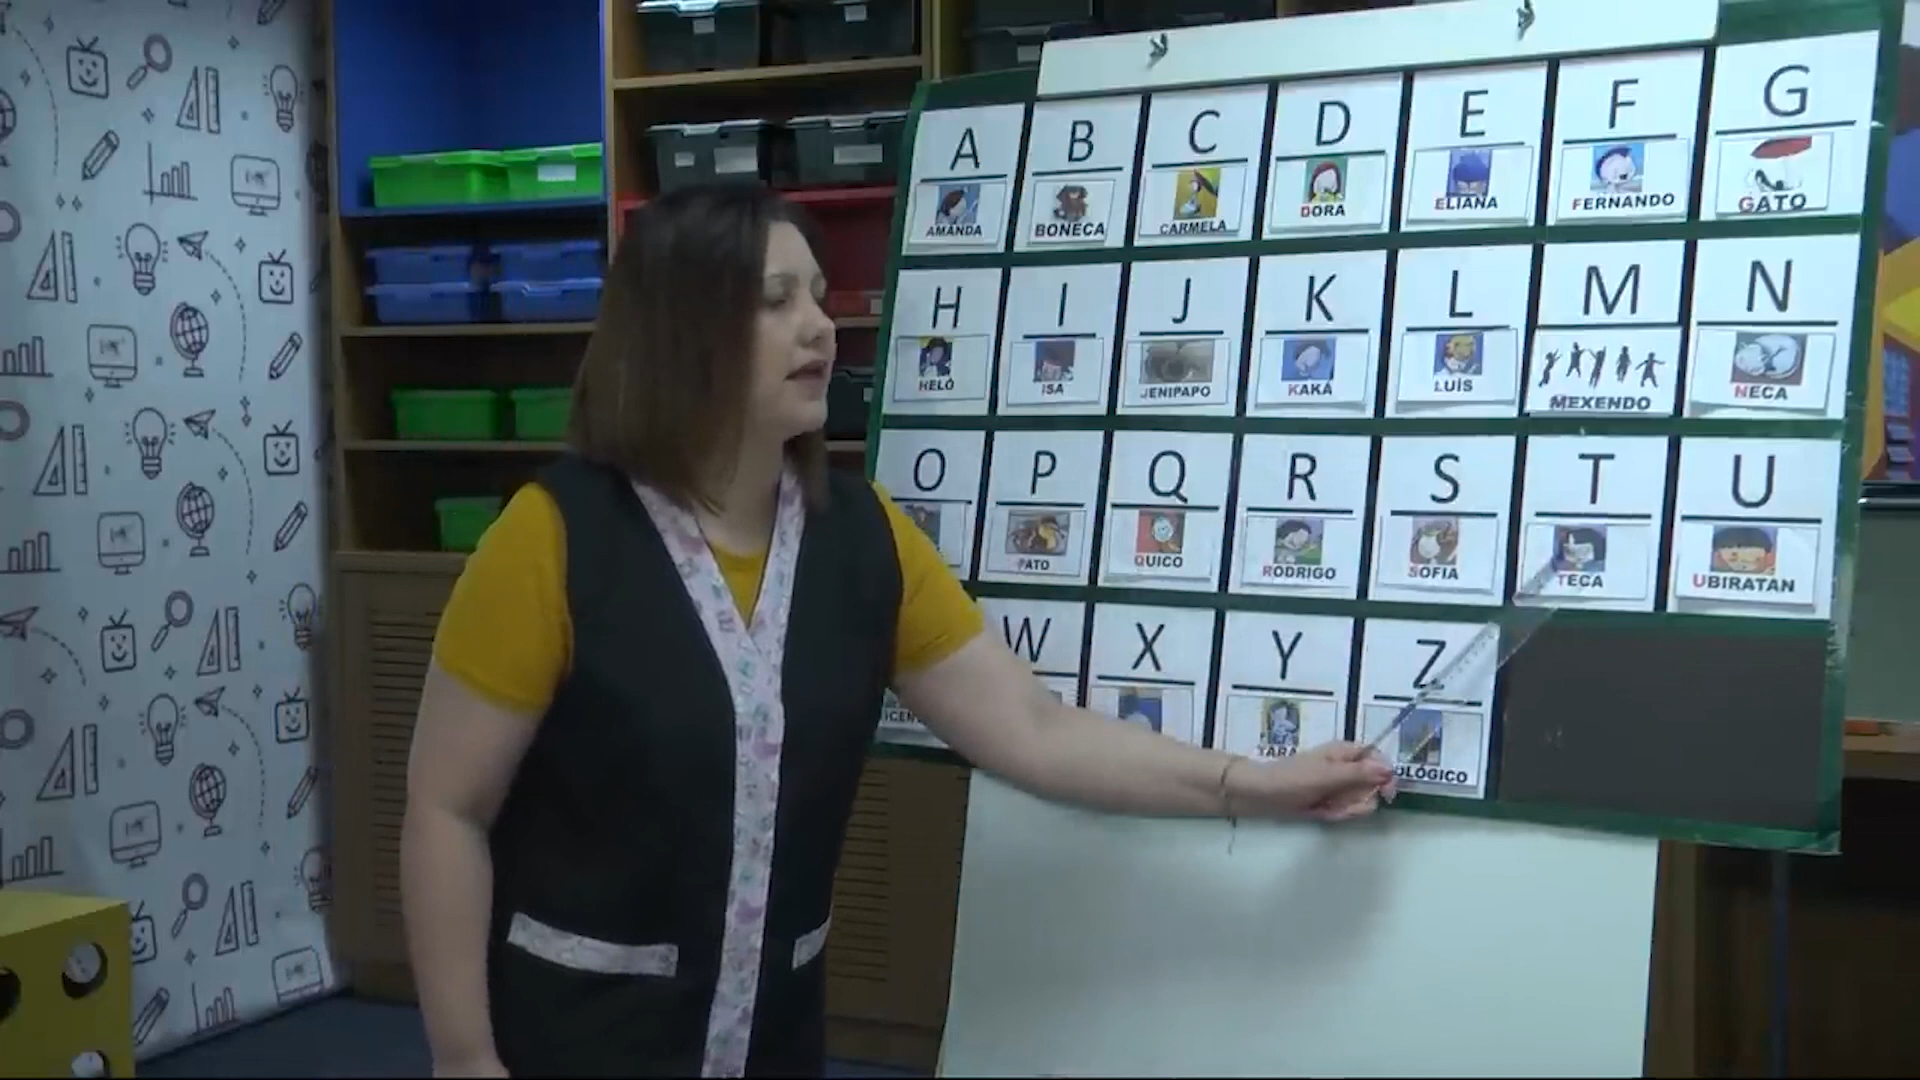 A B C D E F G
AMANDA BONECA CARMELA DORA ELIANA FERNANDO GATO
H I J K L M N
HELÔ ISA JENIPAPO KAKÁ LUÍS MEXENDO NECA
O P Q R S T U
PATO QUICO RODRIGO SOFIA TECA UBIRATAN
W X Y Z